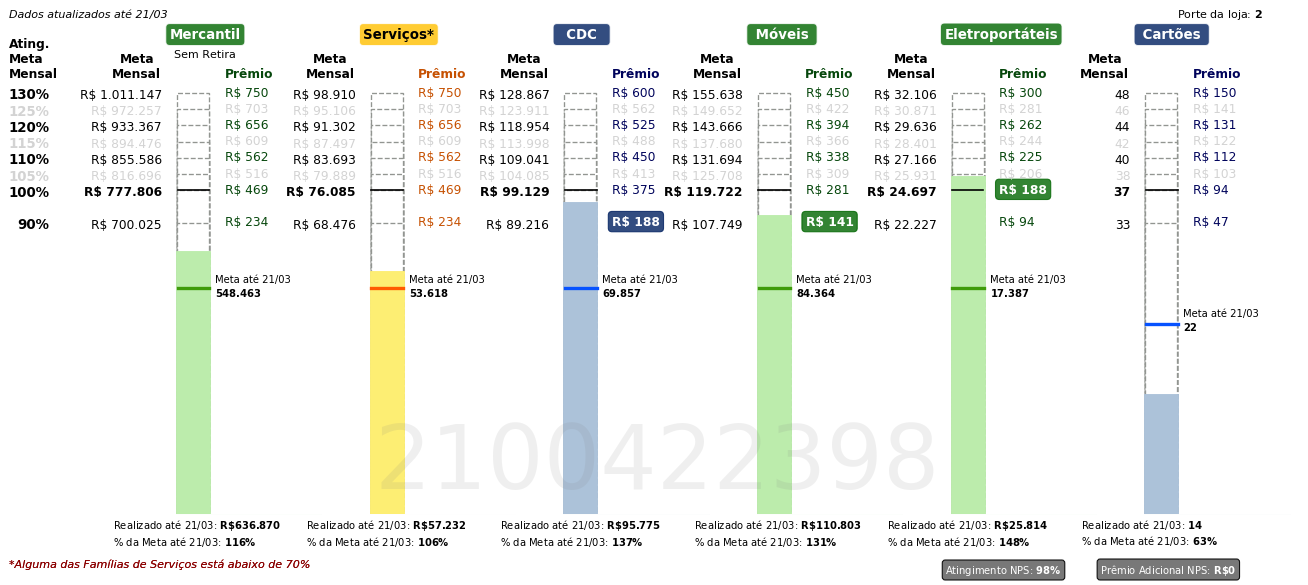 Dados atualizados até 21/03
Porte da loja: 2
Mercantil Serviços* CDC Móveis Eletroportáteis Cartões
Sem Retira
Ating. Meta Mensal
Meta Mensal Prêmio Meta Mensal Prêmio Meta Mensal Prêmio Meta Mensal Prêmio Meta Mensal Prêmio Meta Mensal Prêmio
130% R$ 1.011.147 R$ 750 R$ 98.910 R$ 750 R$ 128.867 R$ 600 R$ 155.638 R$ 450 R$ 32.106 R$ 300 48 R$ 150
125% R$ 972.257 R$ 703 R$ 95.106 R$ 703 R$ 123.911 R$ 562 R$ 149.652 R$ 422 R$ 30.871 R$ 281 46 R$ 141
120% R$ 933.367 R$ 656 R$ 91.302 R$ 656 R$ 118.954 R$ 525 R$ 143.666 R$ 394 R$ 29.636 R$ 262 44 R$ 131
115% R$ 894.476 R$ 609 R$ 87.497 R$ 609 R$ 113.998 R$ 488 R$ 137.680 R$ 366 R$ 28.401 R$ 244 42 R$ 122
110% R$ 855.586 R$ 562 R$ 83.693 R$ 562 R$ 109.041 R$ 450 R$ 131.694 R$ 338 R$ 27.166 R$ 225 40 R$ 112
105% R$ 816.696 R$ 516 R$ 79.889 R$ 516 R$ 104.085 R$ 413 R$ 125.708 R$ 309 R$ 25.931 R$ 206 38 R$ 103
100% R$ 777.806 R$ 469 R$ 76.085 R$ 469 R$ 99.129 R$ 375 R$ 119.722 R$ 281 R$ 24.697 R$ 188 37 R$ 94
90% R$ 700.025 R$ 234 R$ 68.476 R$ 234 R$ 89.216 R$ 188 R$ 107.749 R$ 141 R$ 22.227 R$ 94 33 R$ 47
Meta até 21/03 Meta até 21/03 Meta até 21/03 Meta até 21/03 Meta até 21/03
548.463 53.618 69.857 84.364 17.387
Meta até 21/03
22
2100422398
Realizado até 21/03: R$636.870 Realizado até 21/03: R$57.232 Realizado até 21/03: R$95.775 Realizado até 21/03: R$110.803 Realizado até 21/03: R$25.814 Realizado até 21/03: 14
% da Meta até 21/03: 116% % da Meta até 21/03: 106% % da Meta até 21/03: 137% % da Meta até 21/03: 131% % da Meta até 21/03: 148% % da Meta até 21/03: 63%
*Alguma das Famílias de Serviços está abaixo de 70%
Atingimento NPS: 98% Prêmio Adicional NPS: R$0